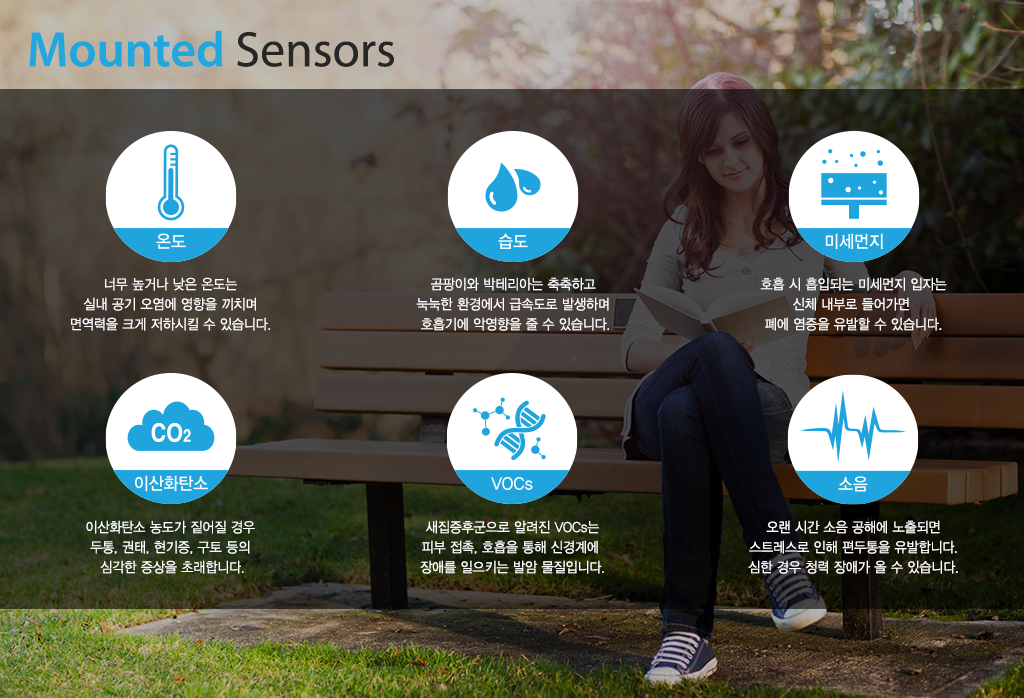 Mounted Sensors
온도
너무 높거나 낮은 온도는
실내 공기 오염에 영향을 끼치며
면역력을 크게 저하시킬 수 있습니다.
습도
곰팡이와 박테리아는 축축하고
눅눅한 환경에서 급속도로 발생하며
호흡기에 악영향을 줄 수 있습니다.
미세먼지
호흡 시 흡입되는 미세먼지 입자는
신체 내부로 들어가면
폐에 염증을 유발할 수 있습니다.
CO2
이산화탄소
이산화탄소 농도가 짙어질 경우
두통, 권태, 현기증, 구토 등의
심각한 증상을 초래합니다.
VOCs
새집증후군으로 알려진 VOCs는
피부 접촉, 호흡을 통해 신경계에
장애를 일으키는 발암 물질입니다.
소음
오랜 시간 소음 공해에 노출되면
스트레스로 인해 편두통을 유발합니다.
심한 경우 청력 장애가 올 수 있습니다.